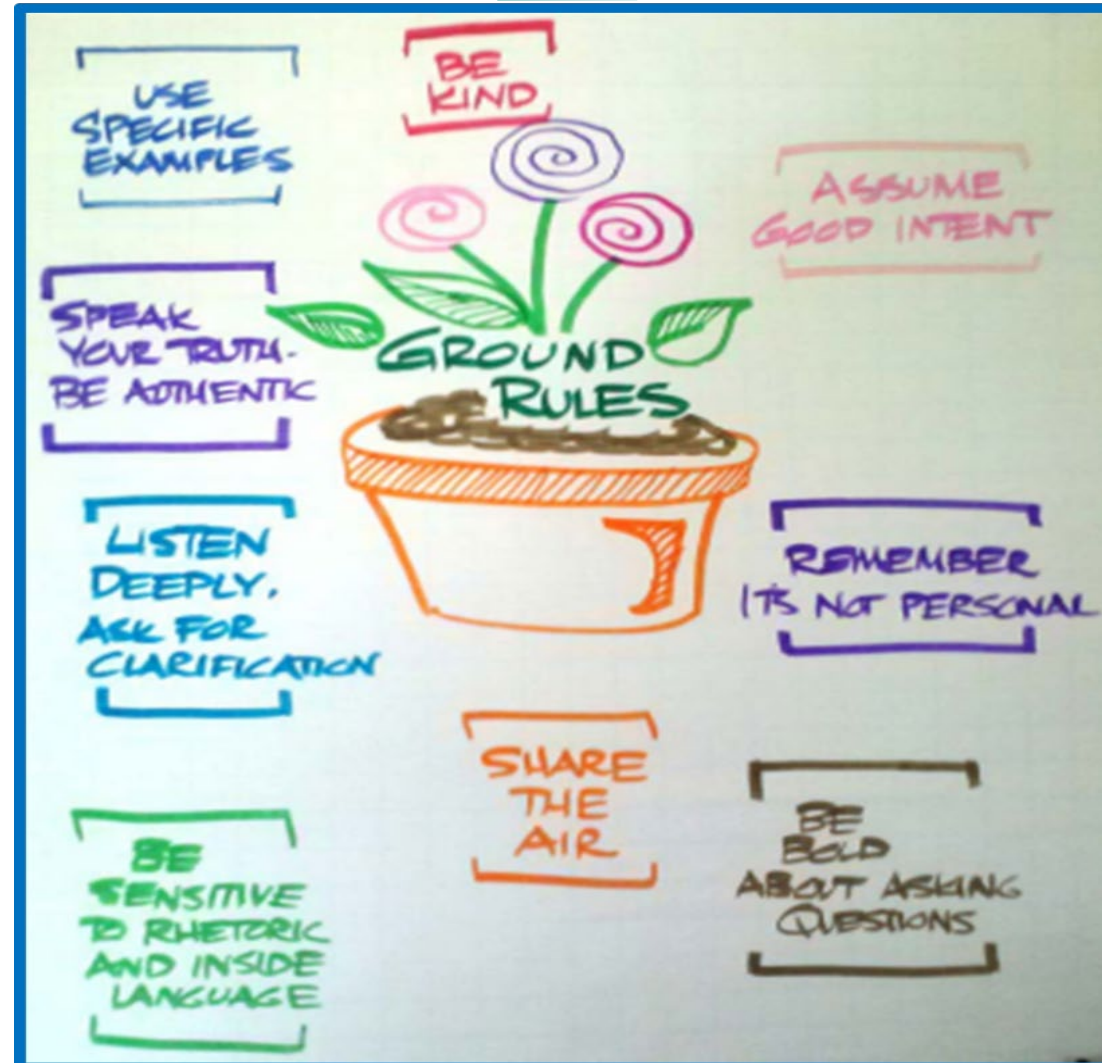 USE
SPECIFIC
EXAMPLES
BE
KIND
ASSUME
GOOD INTENT
SPEAK
YOUR TRUTH-
BE AUTHENTIC
GROUND
RULES
LISTEN
DEEPLY.
ASK FOR
CLARIFICATION
REMEMBER
ITS NOT PERSONAL
SHARE
THE
AIR
BE
BOLD
ABOUT ASKING
QUESTIONS
BE
SENSITIVE
TO RHETORIC
AND INSIDE
LANGUAGE